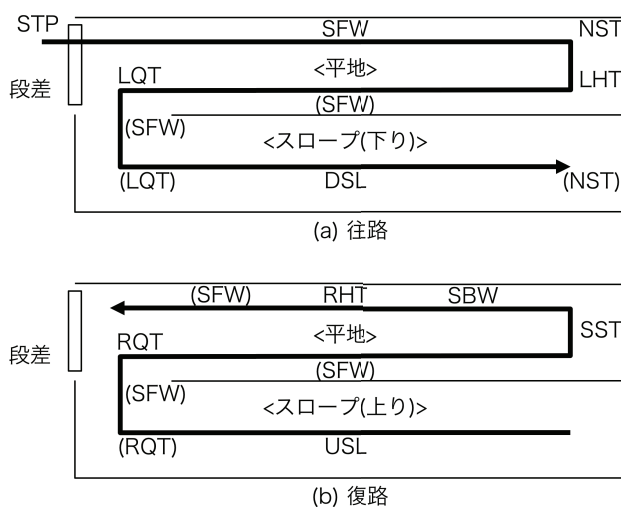 STP
SFW
NST
段差
<平地>
LQT
LHT
(SFW)
(SFW)
<スロープ(下り)>
(LQT)
DSL
(NST)
(a) 往路
(SFW)
RHT
SBW
段差
<平地>
SST
RQT
(SFW)
(SFW)
<スロープ(上り)>
(RQT)
USL
(b) 復路